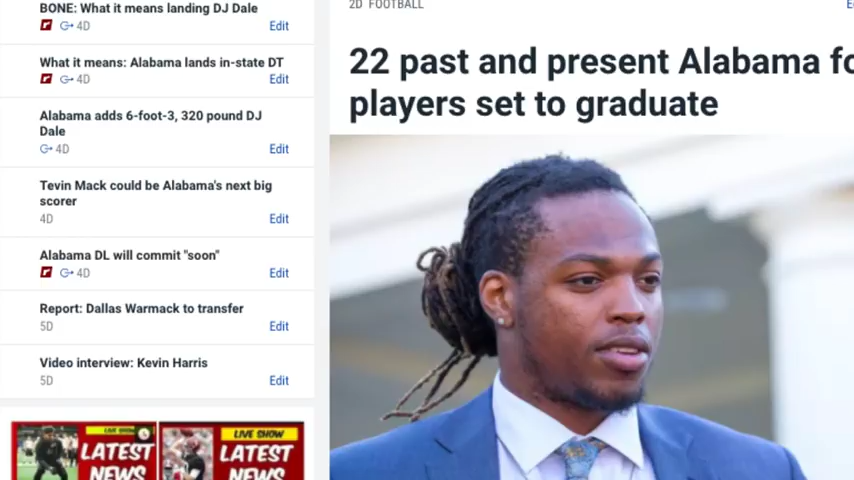 BONE: What it means landing DJ Dale
4D
Edit
What it means: Alabama lands in-state DT
4D
Edit
Alabama adds 6-foot-3, 320 pound DJ
Dale
4D
Edit
Tevin Mack could be Alabama's next big
scorer
4D
Edit
Alabama DL will commit "soon"
4D
Edit
Report: Dallas Warmack to transfer
5D
Edit
Video interview: Kevin Harris
5D
Edit
LIVE SHOW
LATEST
NEWS
LIVE SHOW
LATEST
NEWS
2D FOOTBALL
22 past and present Alabama fo
players set to graduate